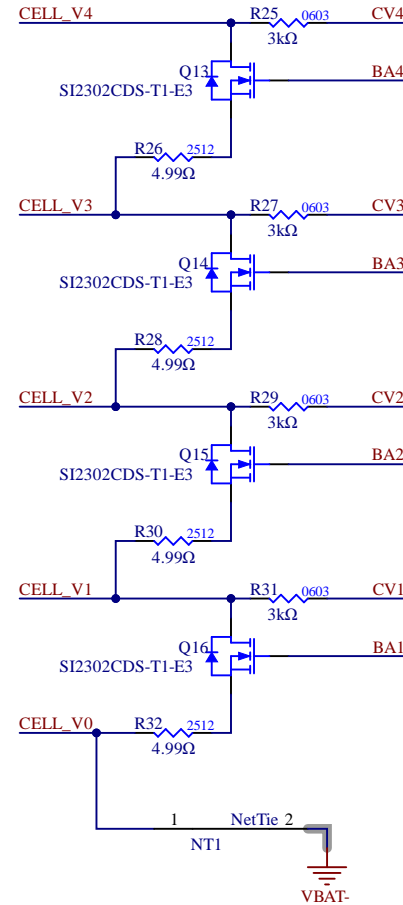 CELL_V4 R25 0603 CV4
3kΩ
Q13
SI2302CDS-T1-E3 BA4
R26 2512
4.99Ω
CELL_V3 R27 0603 CV3
3kΩ
Q14 BA3
SI2302CDS-T1-E3
R28 2512
4.99Ω
CELL_V2 R29 0603 CV2
3kΩ
Q15 BA2
SI2302CDS-T1-E3
R30 2512
4.99Ω
CELL_V1 R31 0603 CV1
3kΩ
Q16 BA1
SI2302CDS-T1-E3
CELL_V0 R32 2512
4.99Ω
1 NetTie 2
NT1
VBAT-